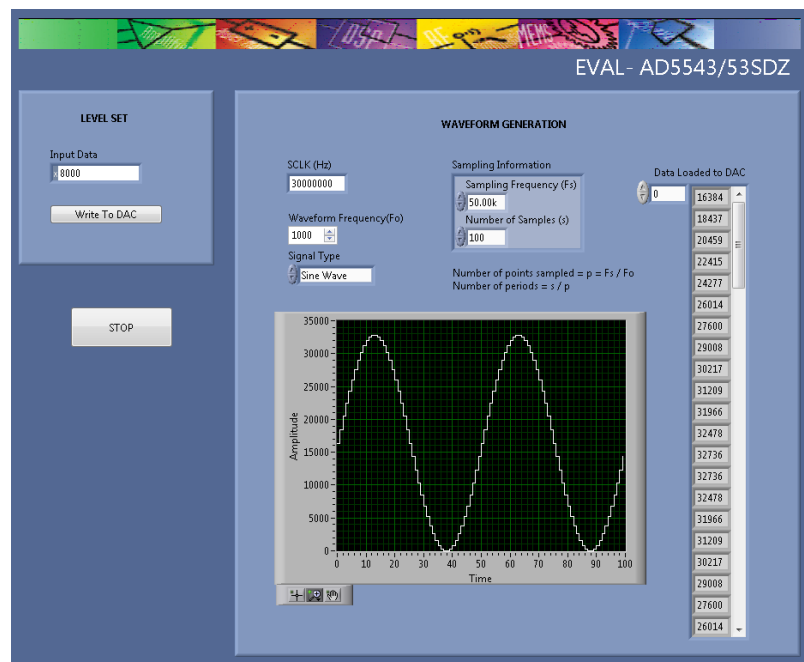 DSP
RF
MEMS
EVAL- AD5543/53SDZ
LEVEL SET
Input Data
8000
Write To DAC
STOP
WAVEFORM GENERATION
SCLK (Hz)
30000000
Waveform Frequency(Fo)
1000
Signal Type
Sine Wave
Sampling Information
Sampling Frequency (Fs)
50.00k
Number of Samples (s)
100
Number of points sampled = p = Fs / Fo
Number of periods = s / p
Data Loaded to DAC
0
16384
18437
20459
22415
24277
26014
27600
29008
30217
31209
31966
32478
32736
32736
32478
31966
31209
30217
29008
27600
26014
Amplitude
35000
30000
25000
20000
15000
10000
5000
0
0 10 20 30 40 50 60 70 80 90 100
Time